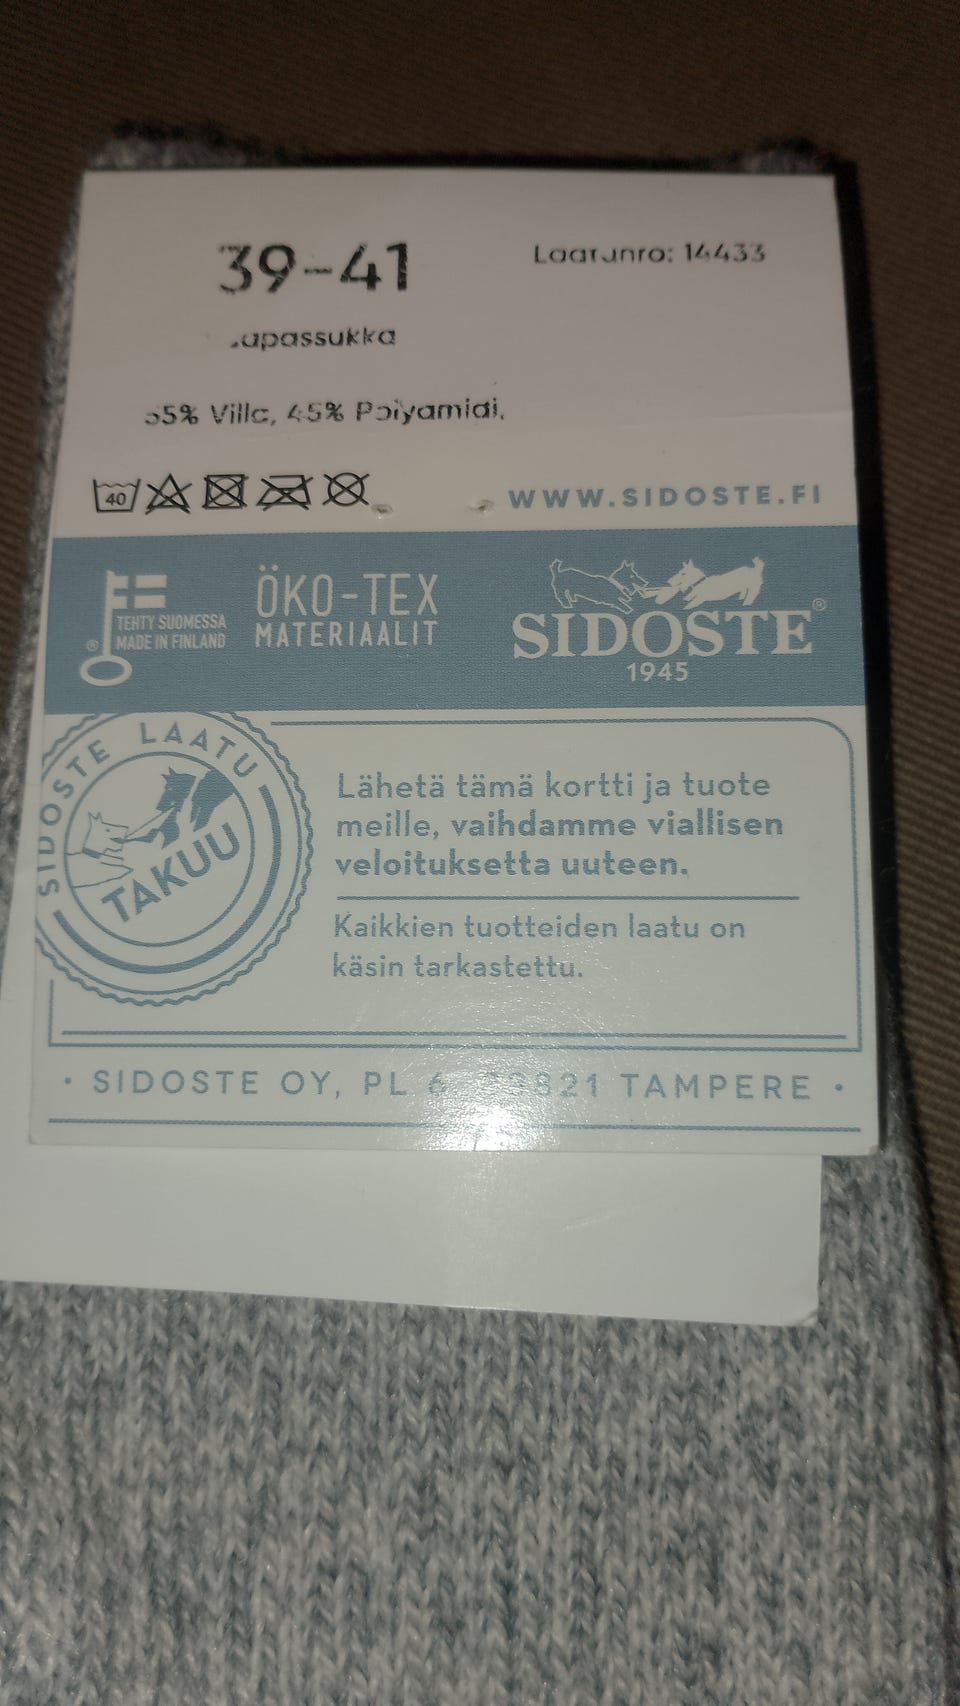 39-41
Laatunro: 14433
45% Polyamidi.
40
WWW.SIDOSTE.FI
TEHTY SUOMESSA
® MADE IN FINLAND
ÖKO-TEX
MATERIAALIT
SIDOSTE®
1945
SIDOSTE LAATU
TAKUU
Lähetä tämä kortti ja tuote
meille, vaihdamme viallisen
veloituksetta uuteen.
Kaikkien tuotteiden laatu on
käsin tarkastettu.
· SIDOSTE OY, PL TAMPERE ·